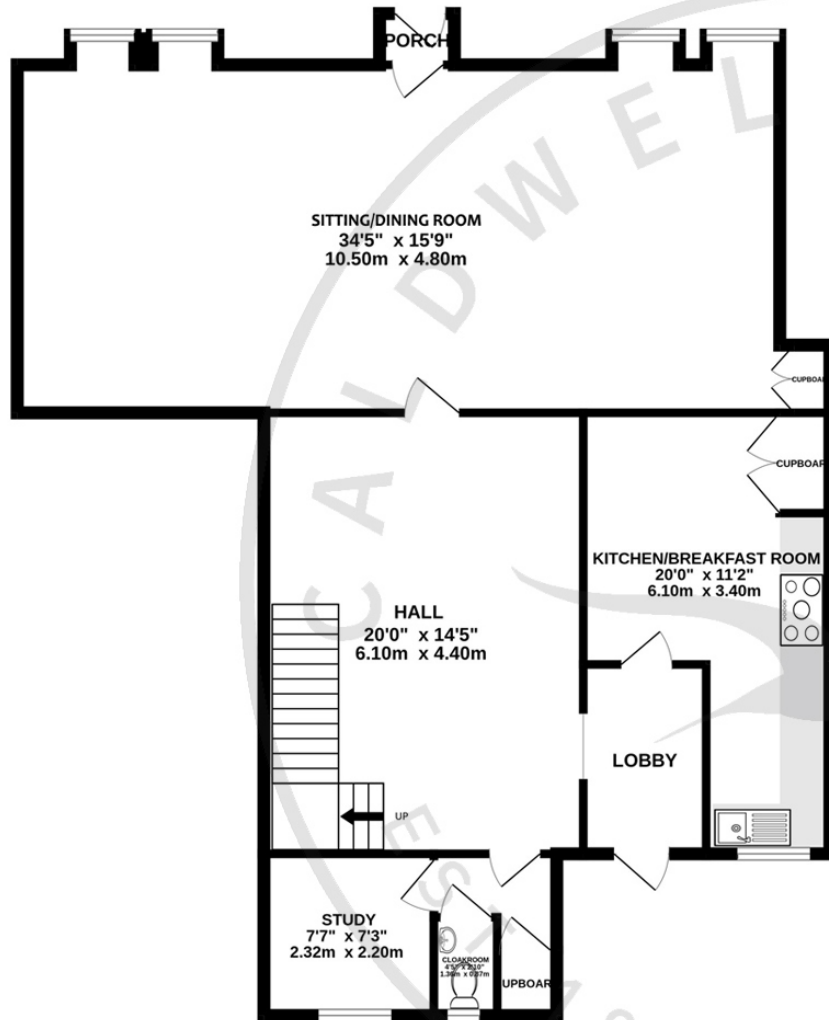 PORCH
SITTING/DINING ROOM
34'5" x 15'9"
10.50m x 4.80m
CUPBOAR
CUPBOAR
KITCHEN/BREAKFAST ROOM
20'0" x 11'2"
6.10m x 3.40m
HALL
20'0" x 14'5"
6.10m x 4.40m
LOBBY
UP
STUDY
7'7" x 7'3"
2.32m x 2.20m
CLOAKROOM
UPBOAR
CALDWEL
EST